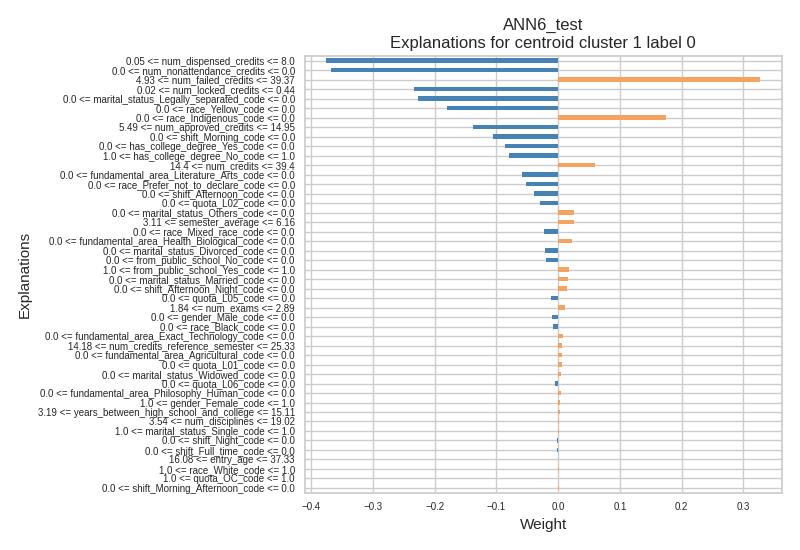 ANN6_test
Explanations for centroid cluster 1 label 0
0.05 <= num_dispensed_credits <= 8.0
0.0 <= num_nonattendance_credits <= 0.0
4.93 <= num_failed_credits <= 39.37
0.02 <= num_locked_credits <= 0.44
0.0 <= marital_status_Legally_separated_code <= 0.0
0.0 <= race_Yellow_code <= 0.0
0.0 <= race_Indigenous_code <= 0.0
5.49 <= num_approved_credits <= 14.95
0.0 <= shift_Morning_code <= 0.0
0.0 <= has_college_degree_Yes_code <= 0.0
1.0 <= has_college_degree_No_code <= 1.0
14.4 <= num_credits <= 39.4
0.0 <= fundamental_area_Literature_Arts_code <= 0.0
0.0 <= race_Prefer_not_to_declare_code <= 0.0
0.0 <= shift_Afternoon_code <= 0.0
0.0 <= quota_L02_code <= 0.0
0.0 <= marital_status_Others_code <= 0.0
3.11 <= semester_average <= 6.16
0.0 <= race_Mixed_race_code <= 0.0
0.0 <= fundamental_area_Health_Biological_code <= 0.0
0.0 <= marital_status_Divorced_code <= 0.0
0.0 <= from_public_school_No_code <= 0.0
1.0 <= from_public_school_Yes_code <= 1.0
0.0 <= marital_status_Married_code <= 0.0
0.0 <= shift_Afternoon_Night_code <= 0.0
0.0 <= quota_L05_code <= 0.0
1.84 <= num_exams <= 2.89
0.0 <= gender_Male_code <= 0.0
0.0 <= race_Black_code <= 0.0
0.0 <= fundamental_area_Exact_Technology_code <= 0.0
14.18 <= num_credits_reference_semester <= 25.33
0.0 <= fundamental_area_Agricultural_code <= 0.0
0.0 <= quota_L01_code <= 0.0
0.0 <= marital_status_Widowed_code <= 0.0
0.0 <= quota_L06_code <= 0.0
0.0 <= fundamental_area_Philosophy_Human_code <= 0.0
1.0 <= gender_Female_code <= 1.0
3.19 <= years_between_high_school_and_college <= 15.11
3.54 <= num_disciplines <= 19.02
1.0 <= marital_status_Single_code <= 1.0
0.0 <= shift_Night_code <= 0.0
0.0 <= shift_Full_time_code <= 0.0
16.08 <= entry_age <= 37.33
1.0 <= race_White_code <= 1.0
1.0 <= quota_OC_code <= 1.0
0.0 <= shift_Morning_Afternoon_code <= 0.0
Explanations
−0.4 −0.3 −0.2 −0.1 0.0 0.1 0.2 0.3
Weight